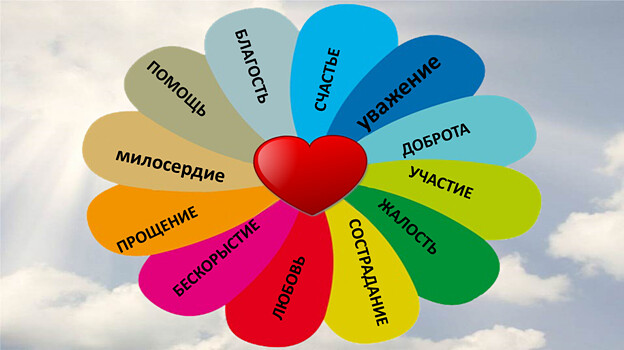 БЛАГОСТЬ
СЧАСТЬЕ
уважение
ДОБРОТА
УЧАСТИЕ
ЖАЛОСТЬ
СОСТРАДАНИЕ
ЛЮБОВЬ
БЕСКОРЫСТИЕ
ПРОЩЕНИЕ
милосердие
ПОМОЩЬ